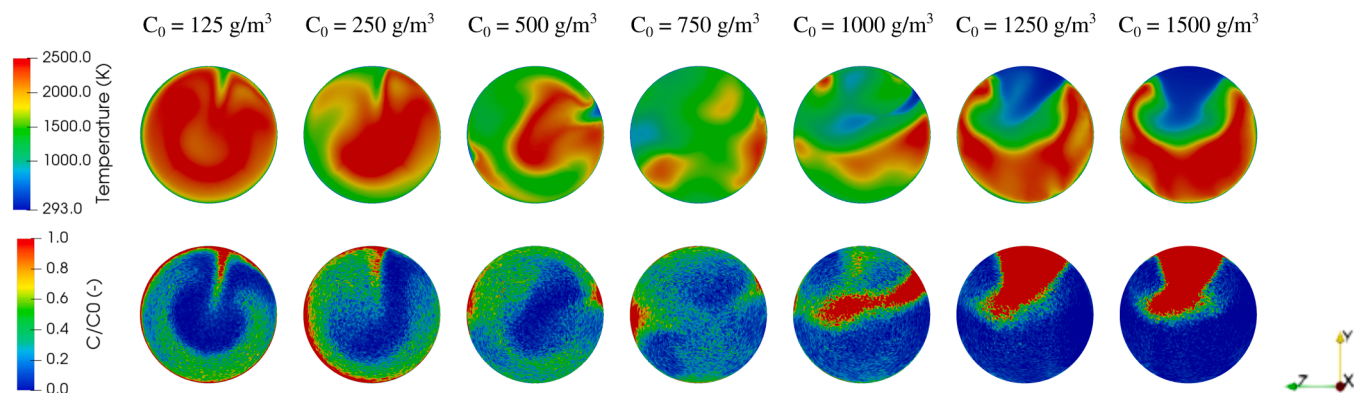 C₀ = 125 g/m³ C₀ = 250 g/m³ C₀ = 500 g/m³ C₀ = 750 g/m³ C₀ = 1000 g/m³ C₀ = 1250 g/m³ C₀ = 1500 g/m³
2500.0
2000.0
1500.0
1000.0
293.0
Temperature (K)
1.0
0.8
0.6
0.4
0.2
0.0
C/C0 (-)
Y
Z
X